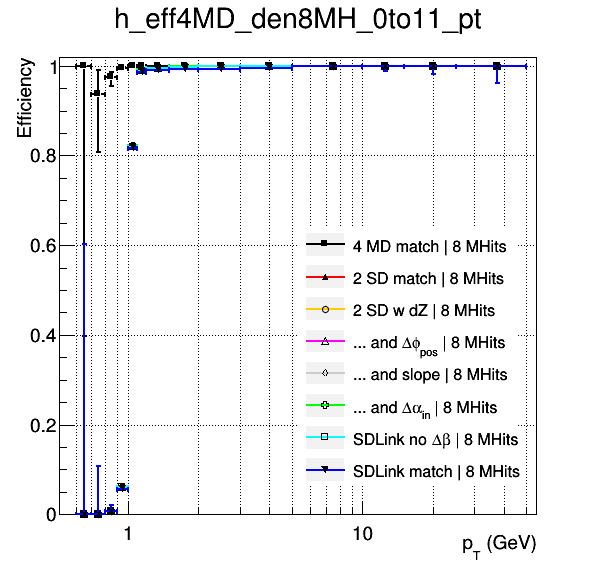 h_eff4MD_den8MH_0to11_pt
Efficiency
1
0.8
0.6
0.4
0.2
0
4 MD match | 8 MHits
2 SD match | 8 MHits
2 SD w dZ | 8 MHits
... and Δϕpos | 8 MHits
... and slope | 8 MHits
... and Δαin | 8 MHits
SDLink no Δβ | 8 MHits
SDLink match | 8 MHits
1 10
pT (GeV)